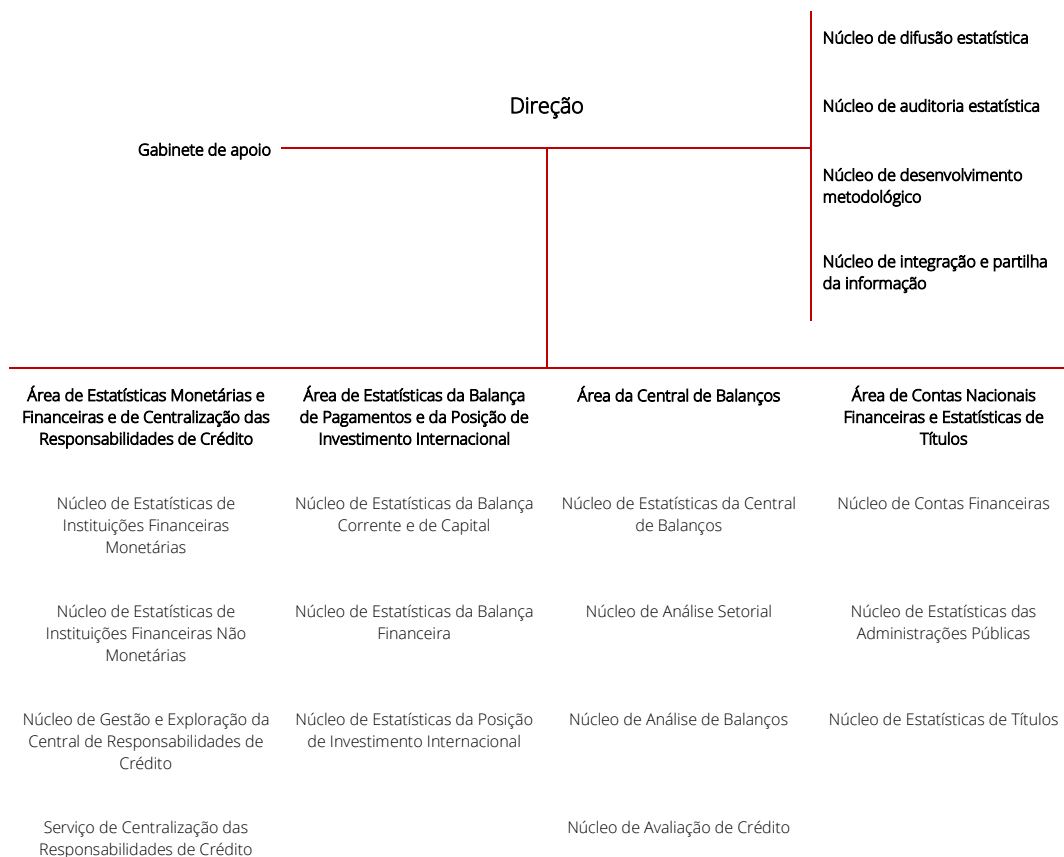 Núcleo de difusão estatística
Direção
Núcleo de auditoria estatística
Gabinete de apoio
Núcleo de desenvolvimento
metodológico
Núcleo de integração e partilha
da informação
Área de Estatísticas Monetárias e
Financeiras e de Centralização das
Responsabilidades de Crédito
Área de Estatísticas da Balança
de Pagamentos e da Posição de
Investimento Internacional
Área da Central de Balanços
Área de Contas Nacionais
Financeiras e Estatísticas de
Títulos
Núcleo de Estatísticas de
Instituições Financeiras
Monetárias
Núcleo de Estatísticas da Balança
Corrente e de Capital
Núcleo de Estatísticas da Central
de Balanços
Núcleo de Contas Financeiras
Núcleo de Estatísticas de
Instituições Financeiras Não
Monetárias
Núcleo de Estatísticas da Balança
Financeira
Núcleo de Análise Setorial
Núcleo de Estatísticas das
Administrações Públicas
Núcleo de Gestão e Exploração da
Central de Responsabilidades de
Crédito
Núcleo de Estatísticas da Posição
de Investimento Internacional
Núcleo de Análise de Balanços
Núcleo de Estatísticas de Títulos
Serviço de Centralização das
Responsabilidades de Crédito
Núcleo de Avaliação de Crédito